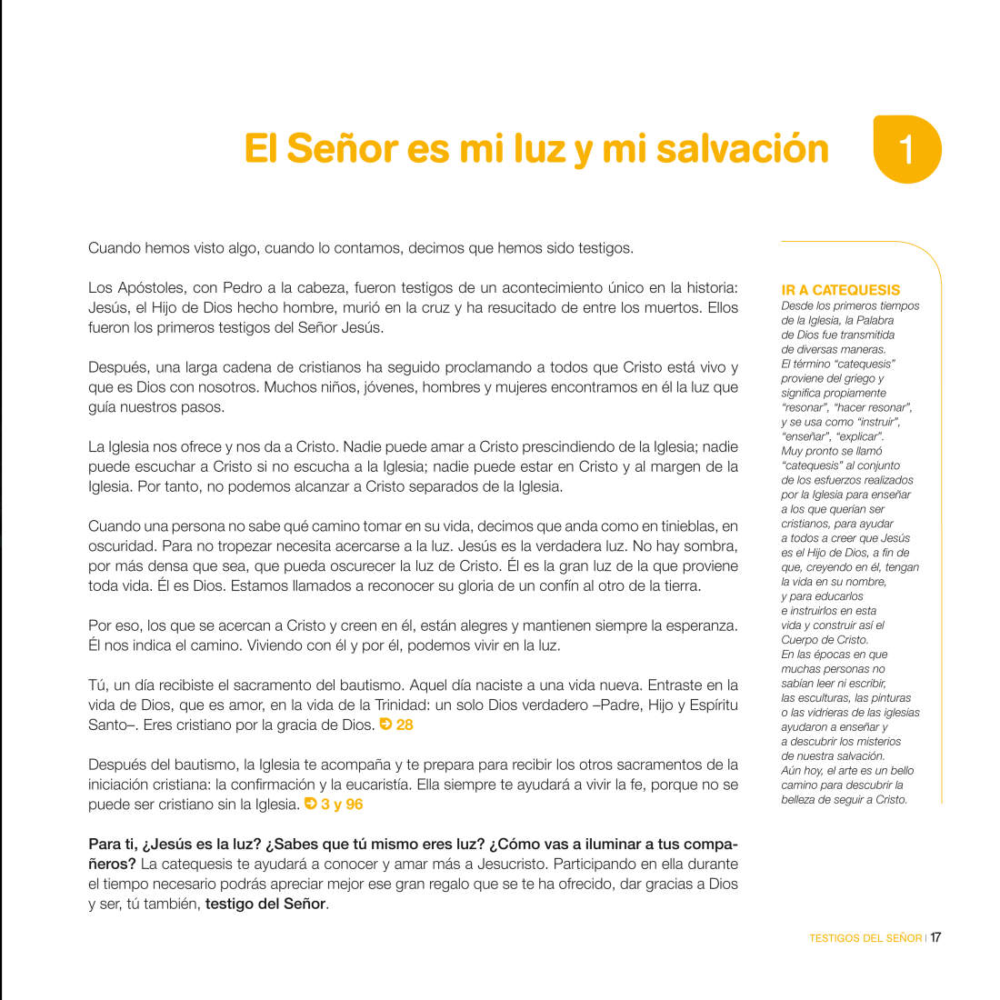 El Señor es mi luz y mi salvación
1
Cuando hemos visto algo, cuando lo contamos, decimos que hemos sido testigos.
Los Apóstoles, con Pedro a la cabeza, fueron testigos de un acontecimiento único en la historia:
Jesús, el Hijo de Dios hecho hombre, murió en la cruz y ha resucitado de entre los muertos. Ellos
fueron los primeros testigos del Señor Jesús.
Después, una larga cadena de cristianos ha seguido proclamando a todos que Cristo está vivo y
que es Dios con nosotros. Muchos niños, jóvenes, hombres y mujeres encontramos en él la luz que
guía nuestros pasos.
La Iglesia nos ofrece y nos da a Cristo. Nadie puede amar a Cristo prescindiendo de la Iglesia; nadie
puede escuchar a Cristo si no escucha a la Iglesia; nadie puede estar en Cristo y al margen de la
Iglesia. Por tanto, no podemos alcanzar a Cristo separados de la Iglesia.
Cuando una persona no sabe qué camino tomar en su vida, decimos que anda como en tinieblas, en
oscuridad. Para no tropezar necesita acercarse a la luz. Jesús es la verdadera luz. No hay sombra,
por más densa que sea, que pueda oscurecer la luz de Cristo. Él es la gran luz de la que proviene
toda vida. Él es Dios. Estamos llamados a reconocer su gloria de un confín al otro de la tierra.
Por eso, los que se acercan a Cristo y creen en él, están alegres y mantienen siempre la esperanza.
Él nos indica el camino. Viviendo con él y por él, podemos vivir en la luz.
Tú, un día recibiste el sacramento del bautismo. Aquel día naciste a una vida nueva. Entraste en la
vida de Dios, que es amor, en la vida de la Trinidad: un solo Dios verdadero –Padre, Hijo y Espíritu
Santo–. Eres cristiano por la gracia de Dios. 28
Después del bautismo, la Iglesia te acompaña y te prepara para recibir los otros sacramentos de la
iniciación cristiana: la confirmación y la eucaristía. Ella siempre te ayudará a vivir la fe, porque no se
puede ser cristiano sin la Iglesia. 3 y 96
Para ti, ¿Jesús es la luz? ¿Sabes que tú mismo eres luz? ¿Cómo vas a iluminar a tus compa-
ñeros? La catequesis te ayudará a conocer y amar más a Jesucristo. Participando en ella durante
el tiempo necesario podrás apreciar mejor ese gran regalo que se te ha ofrecido, dar gracias a Dios
y ser, tú también, testigo del Señor.
IR A CATEQUESIS
Desde los primeros tiempos
de la Iglesia, la Palabra
de Dios fue transmitida
de diversas maneras.
El término “catequesis”
proviene del griego y
significa propiamente
“resonar”, “hacer resonar”,
y se usa como “instruir”,
“enseñar”, “explicar”.
Muy pronto se llamó
“catequesis” al conjunto
de los esfuerzos realizados
por la Iglesia para enseñar
a los que querían ser
cristianos, para ayudar
a todos a creer que Jesús
es el Hijo de Dios, a fin de
que, creyendo en él, tengan
la vida en su nombre,
y para educarlos
e instruirlos en esta
vida y construir así el
Cuerpo de Cristo.
En las épocas en que
muchas personas no
sabían leer ni escribir,
las esculturas, las pinturas
o las vidrieras de las iglesias
ayudaron a enseñar y
a descubrir los misterios
de nuestra salvación.
Aún hoy, el arte es un bello
camino para descubrir la
belleza de seguir a Cristo.
TESTIGOS DEL SEÑOR | 17